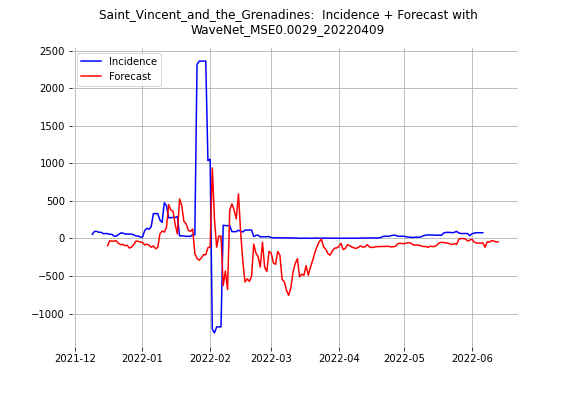 Saint_Vincent_and_the_Grenadines:  Incidence + Forecast with
WaveNet_MSE0.0029_20220409
Incidence
Forecast
2500
2000
1500
1000
500
0
−500
−1000
2021-12 2022-01 2022-02 2022-03 2022-04 2022-05 2022-06